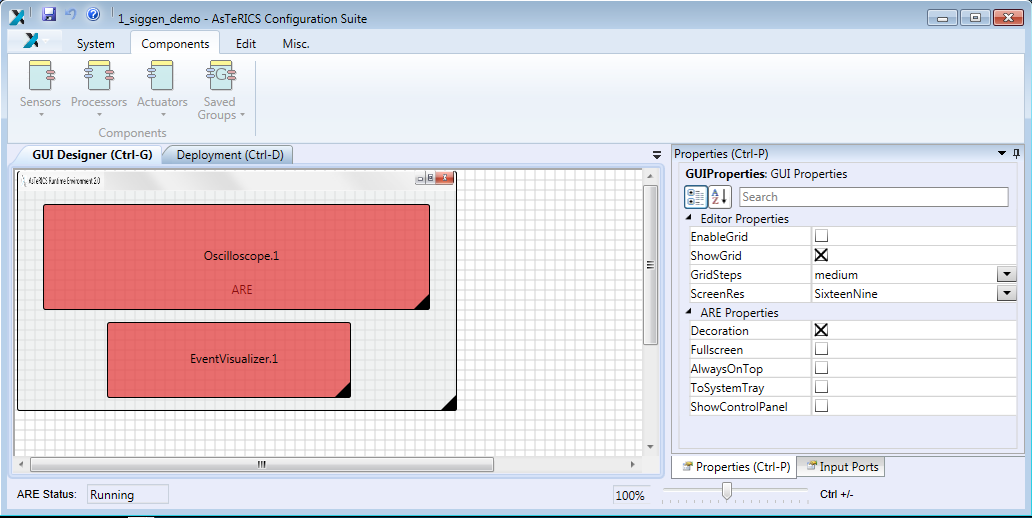 1_siggen_demo - AsTeRICS Configuration Suite
System Components Edit Misc.
Sensors Processors Actuators Saved Groups
Components
GUI Designer (Ctrl-G) Deployment (Ctrl-D)
AsTeRICS Runtime Environment 2.0
Oscilloscope.1
ARE
EventVisualizer.1
Properties (Ctrl-P)
GUIProperties: GUI Properties
Search
Editor Properties
EnableGrid
ShowGrid
GridSteps medium
ScreenRes SixteenNine
ARE Properties
Decoration
Fullscreen
AlwaysOnTop
ToSystemTray
ShowControlPanel
Properties (Ctrl-P) Input Ports
ARE Status: Running 100% Ctrl +/-